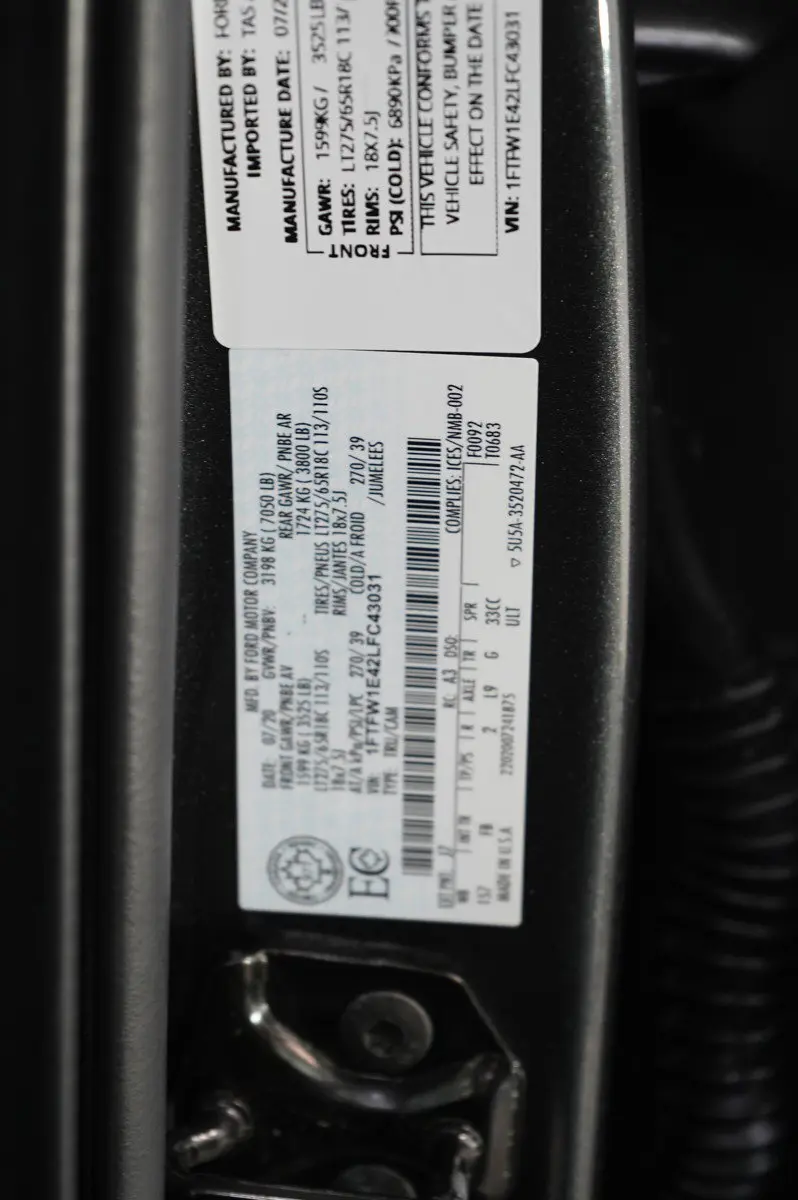 MANUFACTURED BY: FOR
IMPORTED BY: TAS
MANUFACTURE DATE: 07/2
FRONT
GAWR: 1599KG / 3525LB
TIRES: LT275/65R18C 113/
RIMS: 18X7.5J
PSI (COLD): 6890KPa /
THIS VEHICLE CONFORMS T
VEHICLE SAFETY, BUMPER
EFFECT ON THE DATE
VIN: 1FTFW1E42LFC43031
MFD. BY FORD MOTOR COMPANY
DATE: 07/20 GVWR/PNBV: 3198 KG ( 7050 LB)
FRONT GAWR/PNBE AV REAR GAWR/ PNBE AR
1599 KG ( 3525 LB) 1724 KG ( 3800 LB)
LT275/65R18C 113/110S TIRES/PNEUS LT275/65R18C 113/110S
18x7.5J RIMS/JANTES 18x7.5J
AT/A kPa/PSI/LPC 270/ 39 COLD/A FROID 270/ 39
VIN: 1FTFW1E42LFC43031 /JUMELEES
TYPE: TRU/CAM
EC
EXT PNT: J7 RC: A3 DSO: COMPLIES: ICES/NMB-002
WB INT TR TP/PS R AXLE TR SPR F0092
157 FB 2 L9 G 33CC T0683
ULT
MADE IN U.S.A 2202007241875 5U5A-3520472-AA